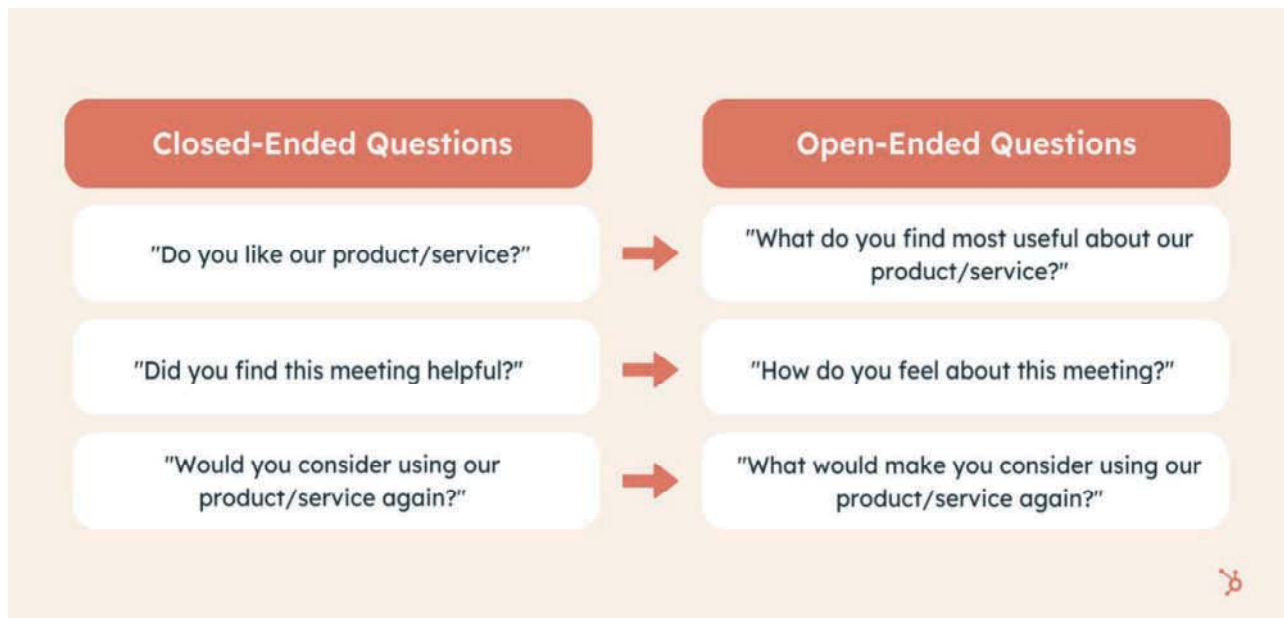 Closed-Ended Questions
Open-Ended Questions
"Do you like our product/service?"
"What do you find most useful about our
product/service?"
"Did you find this meeting helpful?"
"How do you feel about this meeting?"
"Would you consider using our
product/service again?"
"What would make you consider using our
product/service again?"